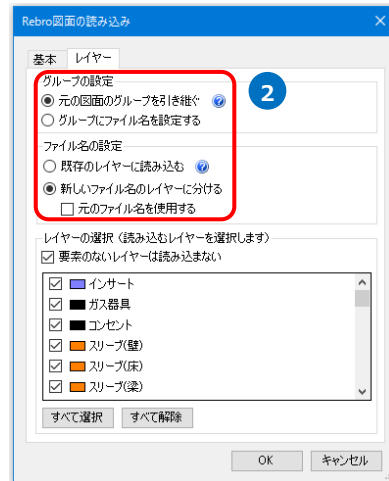 Rebro図面の読み込み
基本 レイヤー
グループの設定
元の図面のグループを引き継ぐ
グループにファイル名を設定する
2
ファイル名の設定
既存のレイヤーに読み込む
新しいファイル名のレイヤーに分ける
元のファイル名を使用する
レイヤーの選択(読み込むレイヤーを選択します)
要素のないレイヤーは読み込まない
インサート
ガス器具
コンセント
スリーブ(壁)
スリーブ(床)
スリーブ(梁)
すべて選択 すべて解除
OK キャンセル